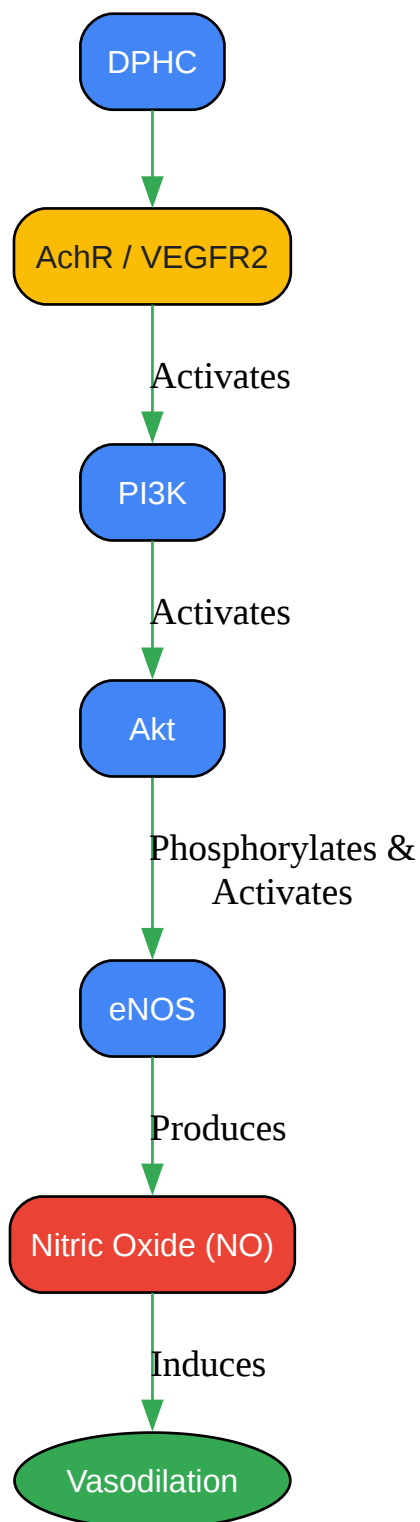 DPHC
AchR / VEGFR2
Activates
PI3K
Activates
Akt
Phosphorylates &
Activates
eNOS
Produces
Nitric Oxide (NO)
Induces
Vasodilation